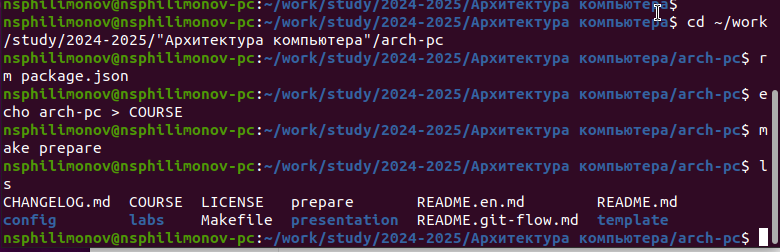 nsphilimonov@nsphilimonov-pc:~/work/study/2024-2025/Архитектура компьютера$
nsphilimonov@nsphilimonov-pc:~/work/study/2024-2025/Архитектура компьютера$ cd ~/work
/study/2024-2025/"Архитектура компьютера"/arch-pc
nsphilimonov@nsphilimonov-pc:~/work/study/2024-2025/Архитектура компьютера/arch-pc$ r
m package.json
nsphilimonov@nsphilimonov-pc:~/work/study/2024-2025/Архитектура компьютера/arch-pc$ e
cho arch-pc > COURSE
nsphilimonov@nsphilimonov-pc:~/work/study/2024-2025/Архитектура компьютера/arch-pc$ m
ake prepare
nsphilimonov@nsphilimonov-pc:~/work/study/2024-2025/Архитектура компьютера/arch-pc$ l
s
CHANGELOG.md  COURSE  LICENSE   prepare       README.en.md        README.md
config        labs    Makefile  presentation  README.git-flow.md  template
nsphilimonov@nsphilimonov-pc:~/work/study/2024-2025/Архитектура компьютера/arch-pc$